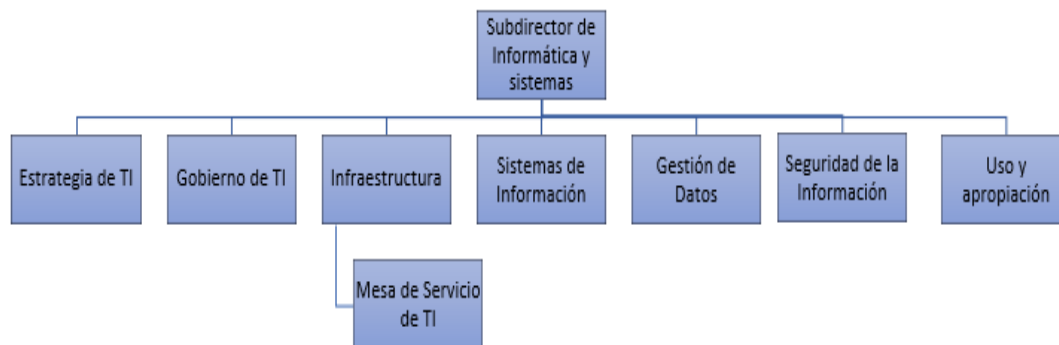 Subdirector de
Informática y
sistemas
Estrategia de TI
Gobierno de TI
Infraestructura
Sistemas de
Información
Gestión de
Datos
Seguridad de la
Información
Uso y
apropiación
Mesa de Servicio
de TI